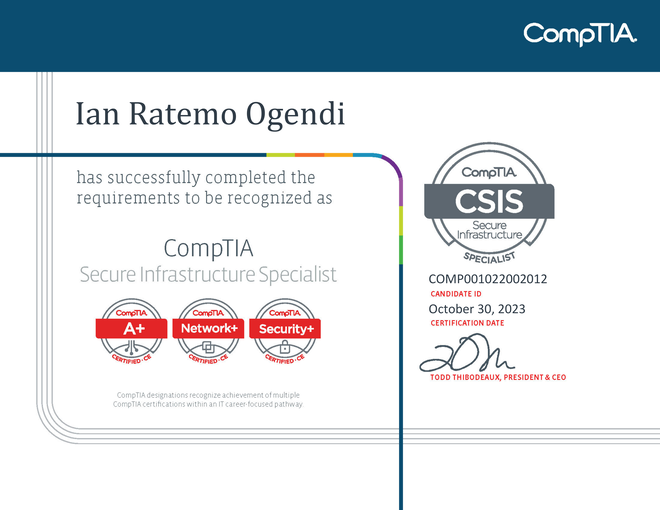 CompTIA.
Ian Ratemo Ogendi
has successfully completed the
requirements to be recognized as
CompTIA
Secure Infrastructure Specialist
CompTIA.
A+
CERTIFIED • CE
CompTIA.
Network+
CERTIFIED • CE
CompTIA.
Security+
CERTIFIED • CE
CompTIA designations recognize achievement of multiple
CompTIA certifications within an IT career-focused pathway.
CompTIA.
CSIS
Secure
Infrastructure
SPECIALIST
COMP001022002012
CANDIDATE ID
October 30, 2023
CERTIFICATION DATE
TODD THIBODEAUX, PRESIDENT & CEO